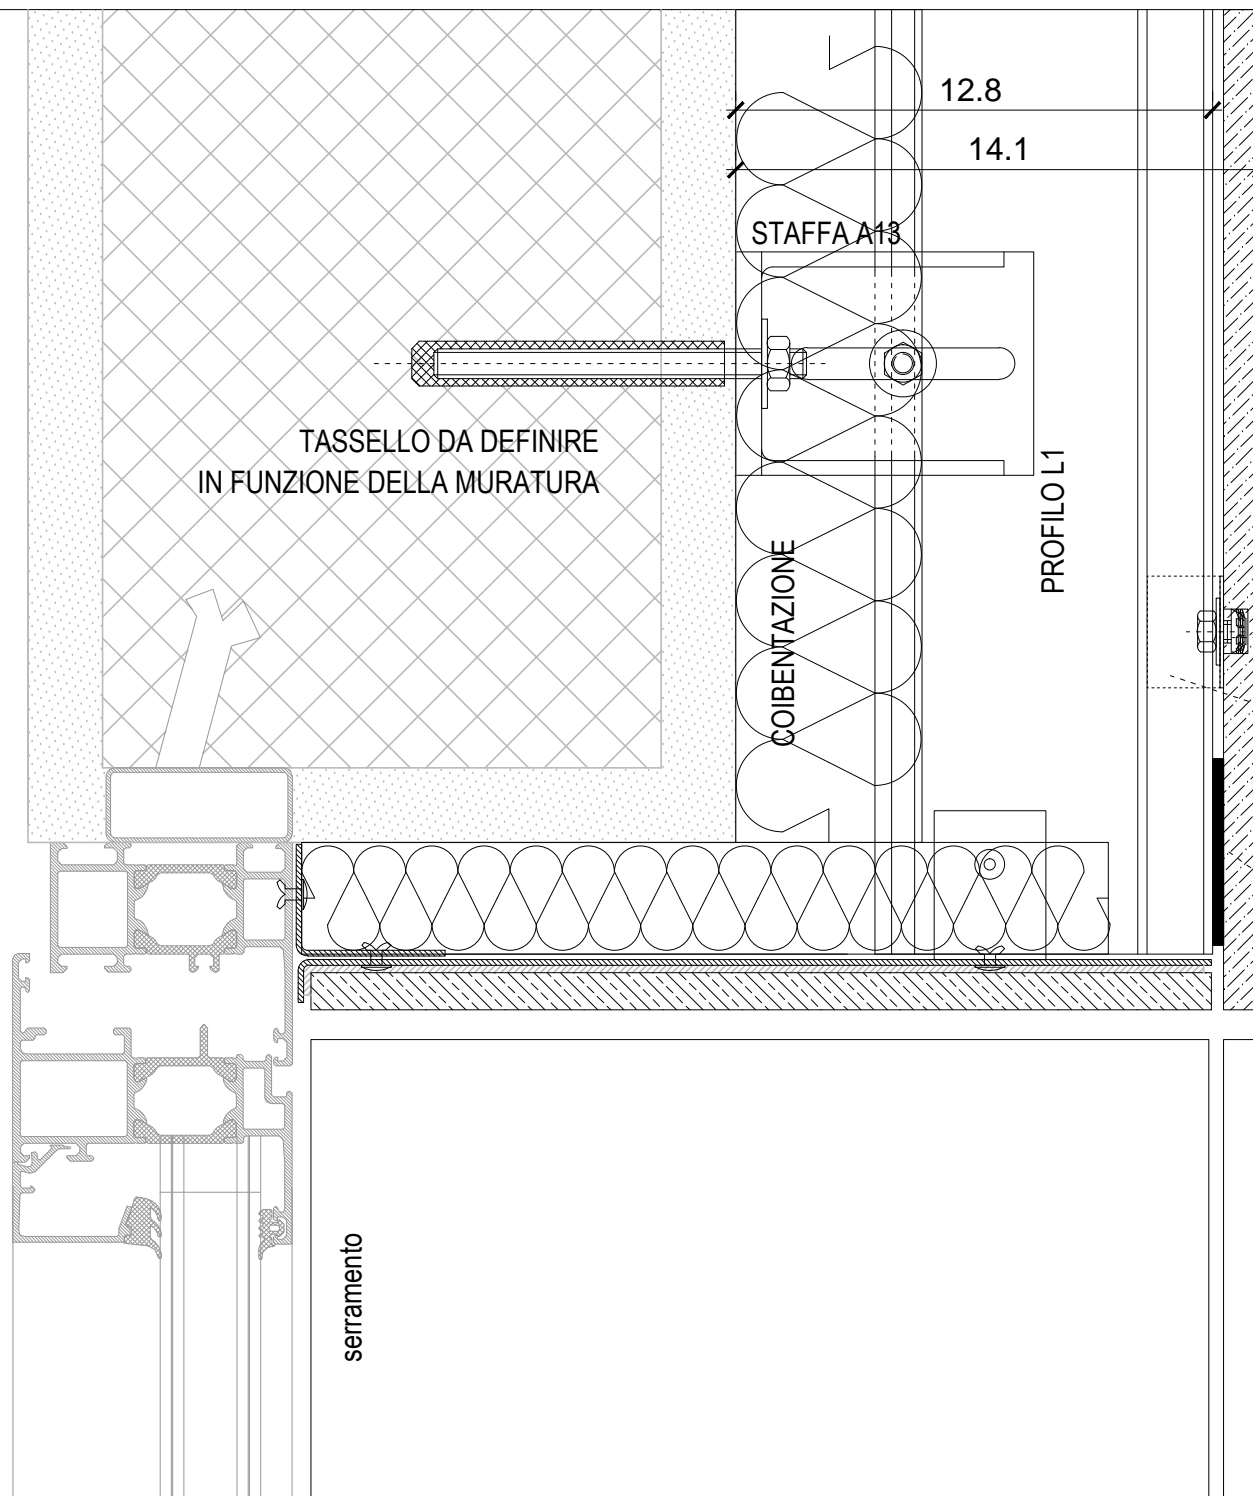 12.8
14.1
STAFFA A13
TASSELLO DA DEFINIRE
IN FUNZIONE DELLA MURATURA
PROFILO L1
COIBENTAZIONE
serramento